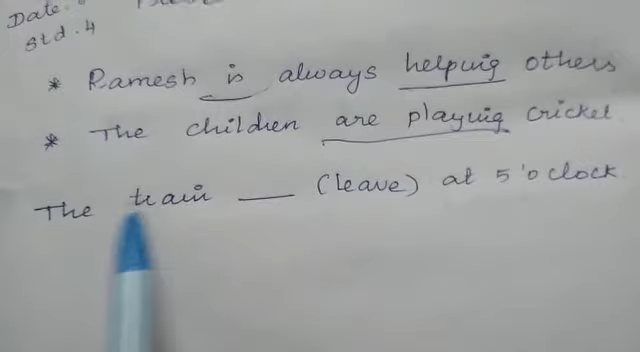 Date.
Std. 4
* Ramesh is always helping others
* The children are playing cricket
The train ___ (leave) at 5 'o clock